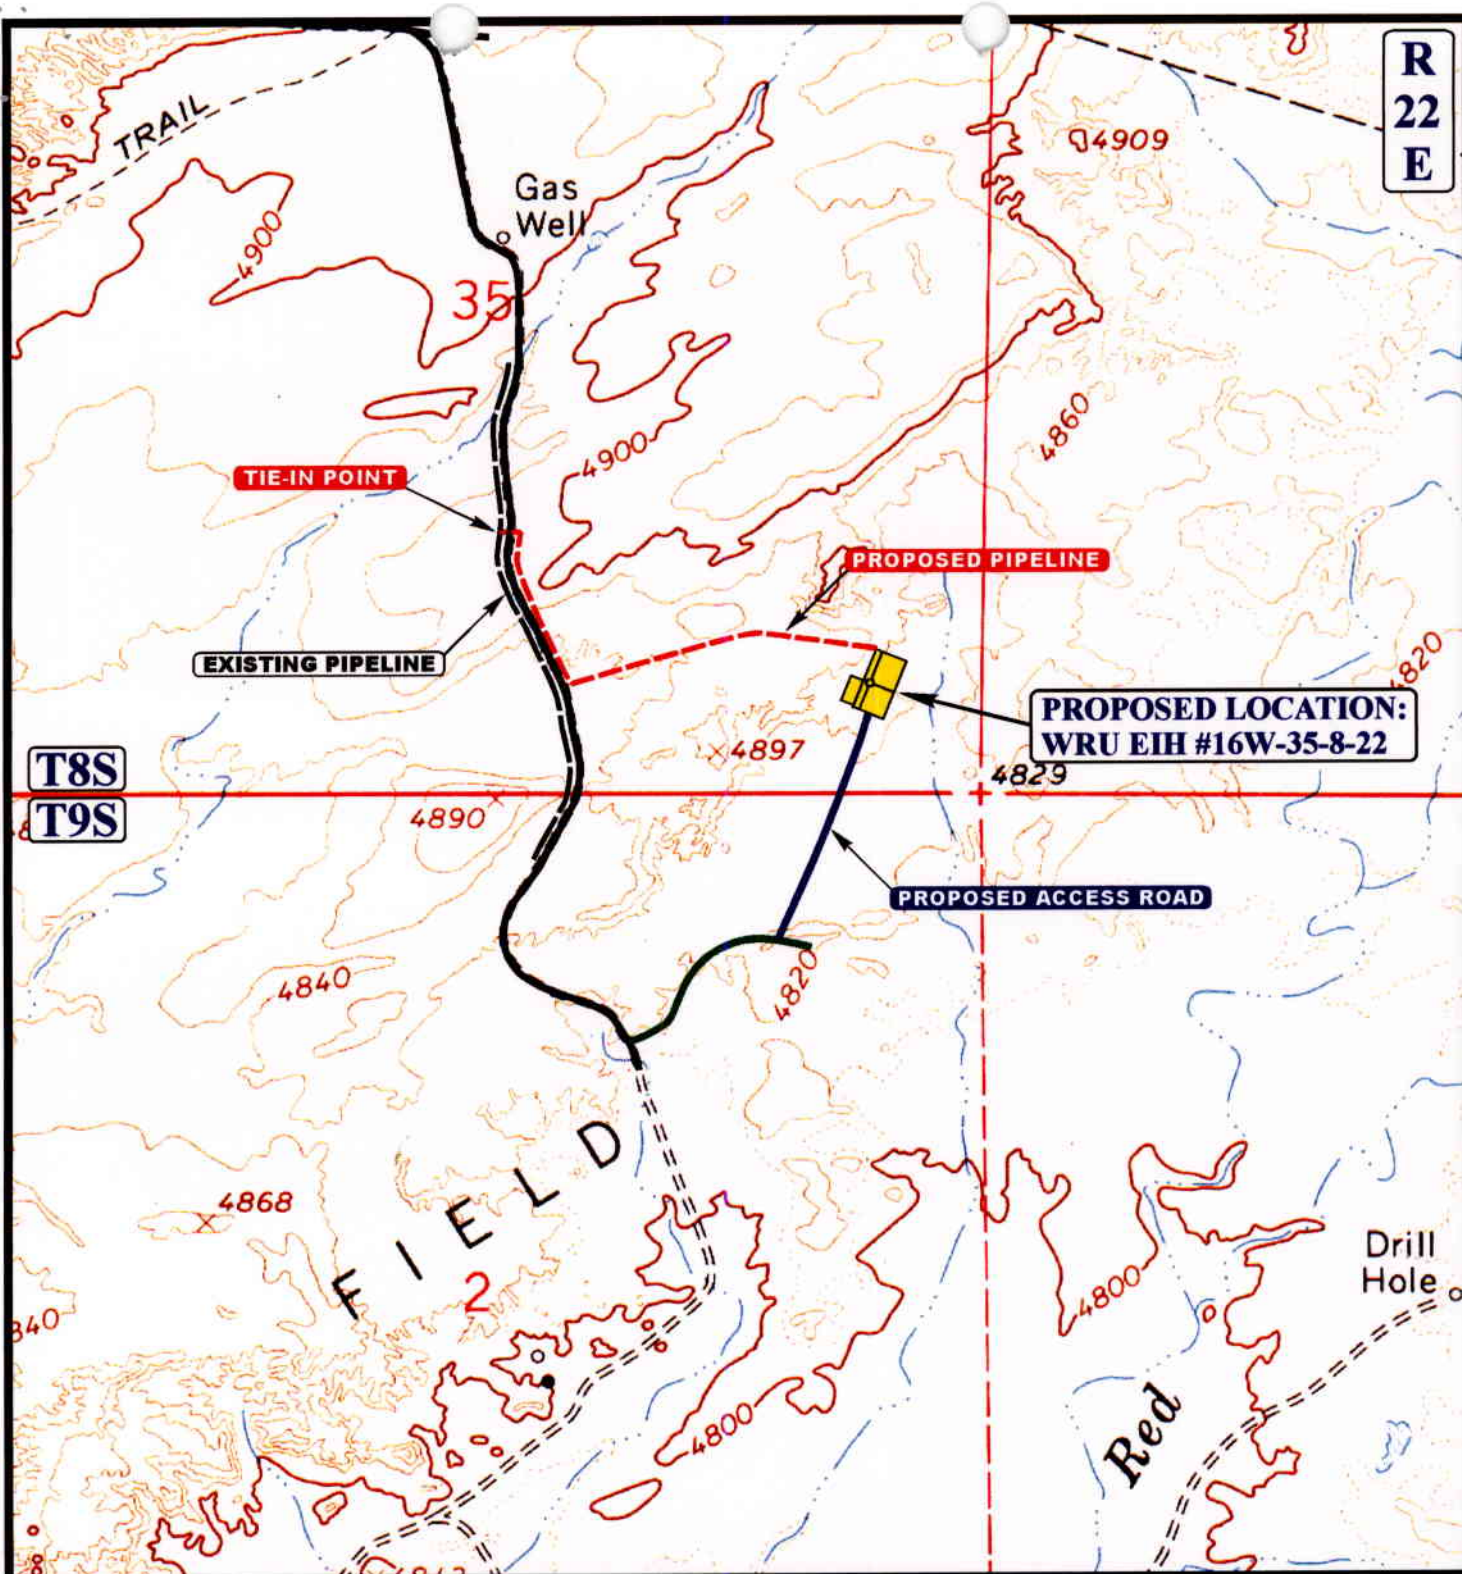 R
22
E
TRAIL
4909
Gas
Well
4900
35
4860
4900
TIE-IN POINT
PROPOSED PIPELINE
EXISTING PIPELINE
4820
PROPOSED LOCATION:
WRU EIH #16W-35-8-22
4897
T8S
4829
T9S
4890
PROPOSED ACCESS ROAD
4840
4820
FIELD
4868
Drill
Hole
2
4800
840
Red
4800